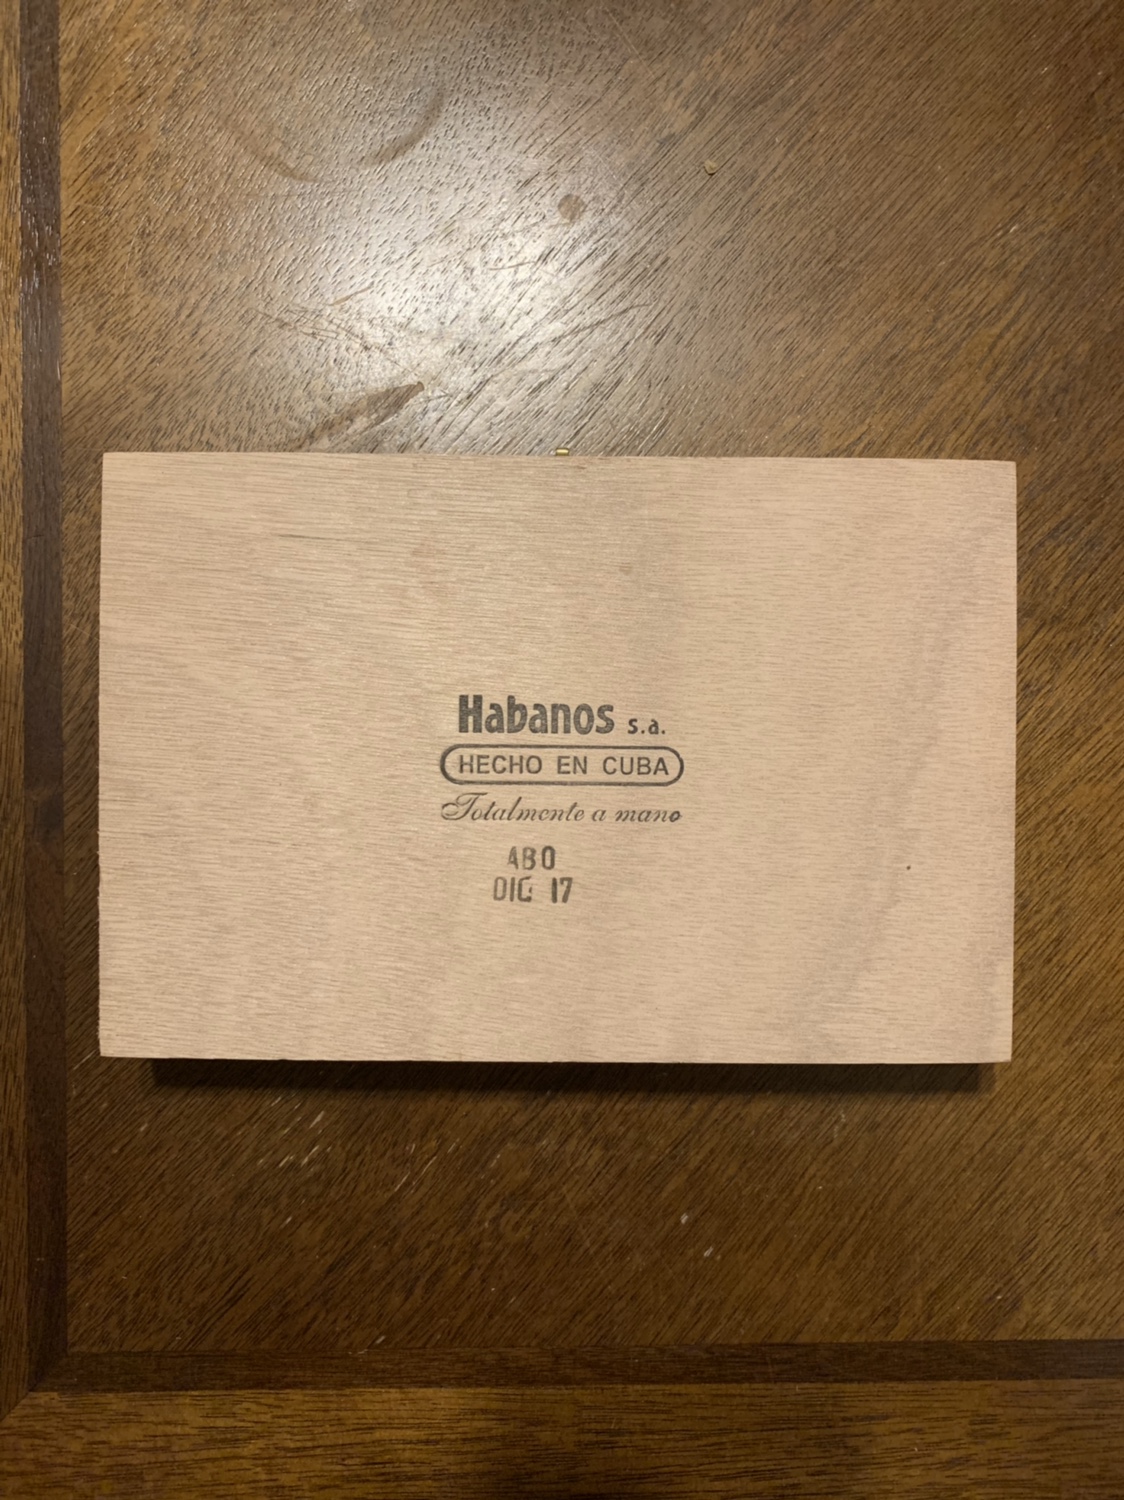 Habanos s.a.
HECHO EN CUBA
Totalmente a mano
ABO
DIC 17